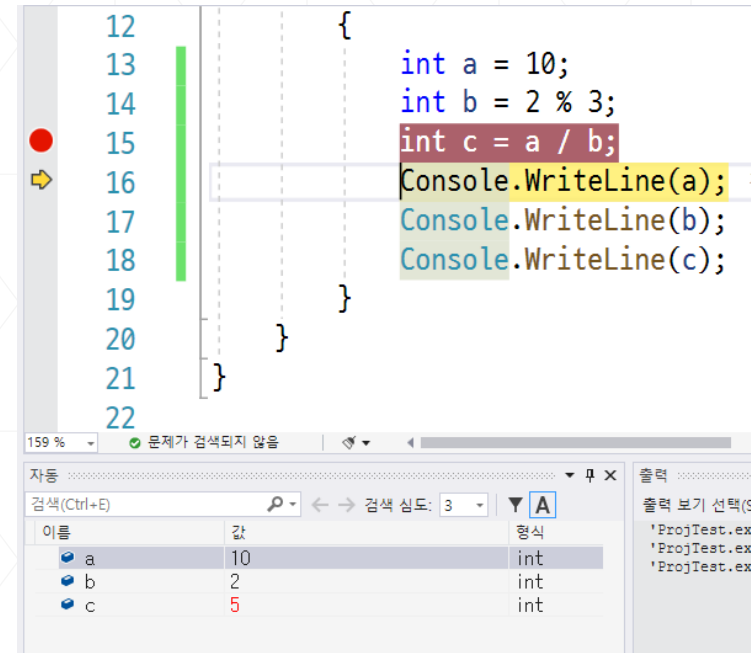 12 {
13 int a = 10;
14 int b = 2 % 3;
15 int c = a / b;
16 Console.WriteLine(a);
17 Console.WriteLine(b);
18 Console.WriteLine(c);
19 }
20 }
21 }
22
159 % 문제가 검색되지 않음
자동
검색(Ctrl+E) 검색 심도: 3 A
이름 값 형식
a 10 int
b 2 int
c 5 int
출력
출력 보기 선택(S
'ProjTest.ex
'ProjTest.ex
'ProjTest.ex